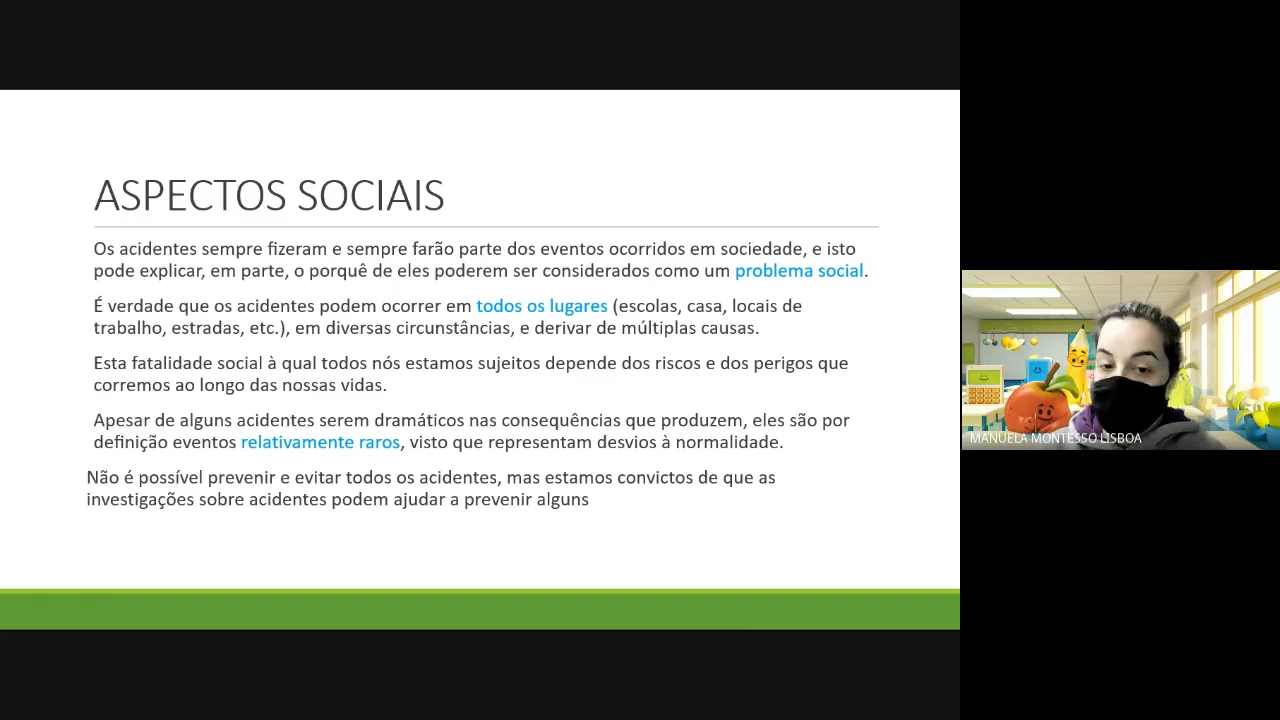 ASPECTOS SOCIAIS
Os acidentes sempre fizeram e sempre farão parte dos eventos ocorridos em sociedade, e isto
pode explicar, em parte, o porquê de eles poderem ser considerados como um problema social.
É verdade que os acidentes podem ocorrer em todos os lugares (escolas, casa, locais de
trabalho, estradas, etc.), em diversas circunstâncias, e derivar de múltiplas causas.
Esta fatalidade social à qual todos nós estamos sujeitos depende dos riscos e dos perigos que
corremos ao longo das nossas vidas.
Apesar de alguns acidentes serem dramáticos nas consequências que produzem, eles são por
definição eventos relativamente raros, visto que representam desvios à normalidade.
Não é possível prevenir e evitar todos os acidentes, mas estamos convictos de que as
investigações sobre acidentes podem ajudar a prevenir alguns
MANUELA MONTESSO LISBOA